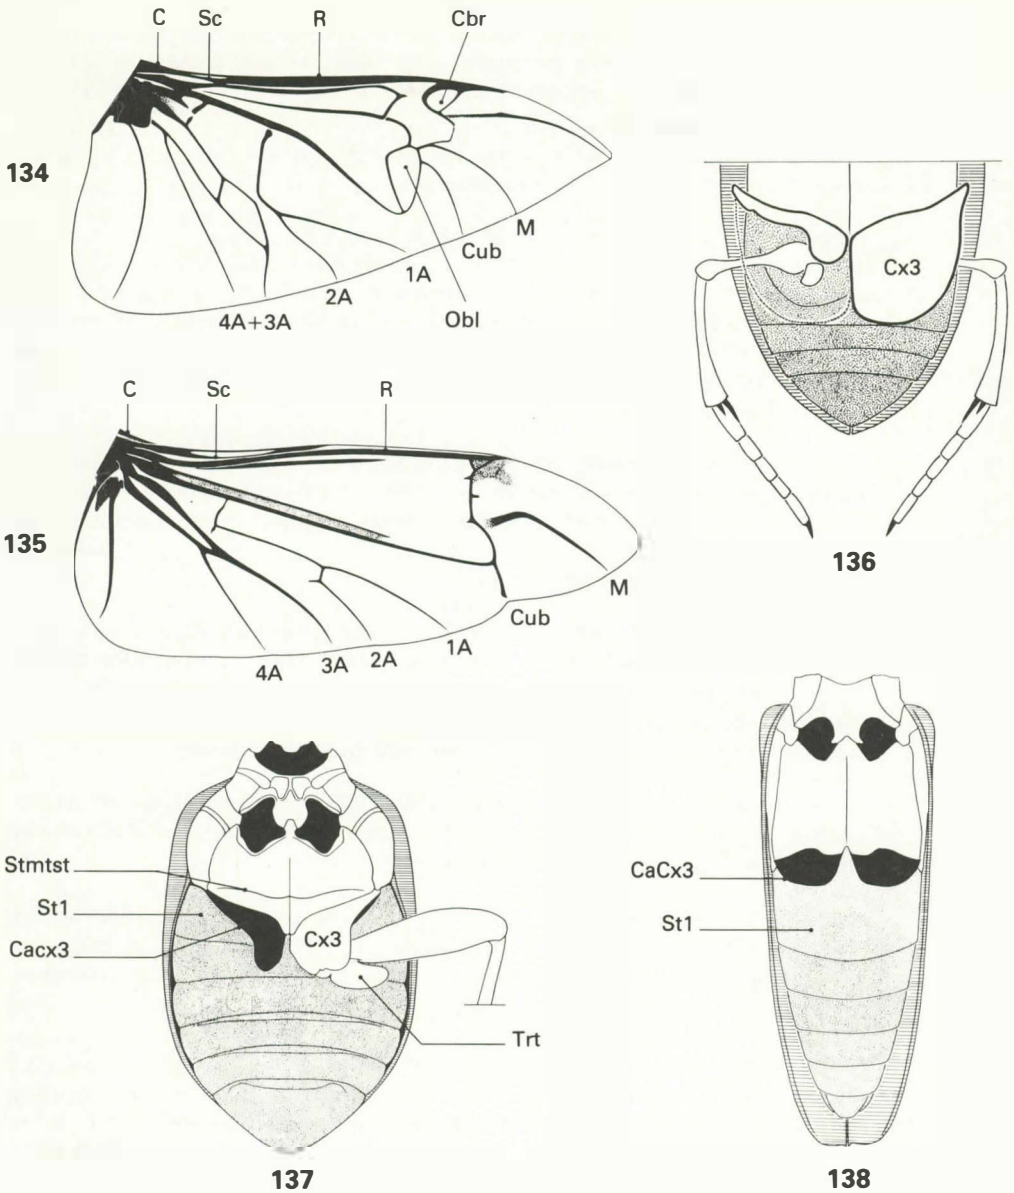 C Sc R Cbr
134
M
Cub
1A
2A
Obl
4A+3A
Cx3
136
C Sc R
135
M
Cub
1A
2A
3A
4A
Stmtst
St1
Cacx3
Cx3
Trt
137
CaCx3
St1
138